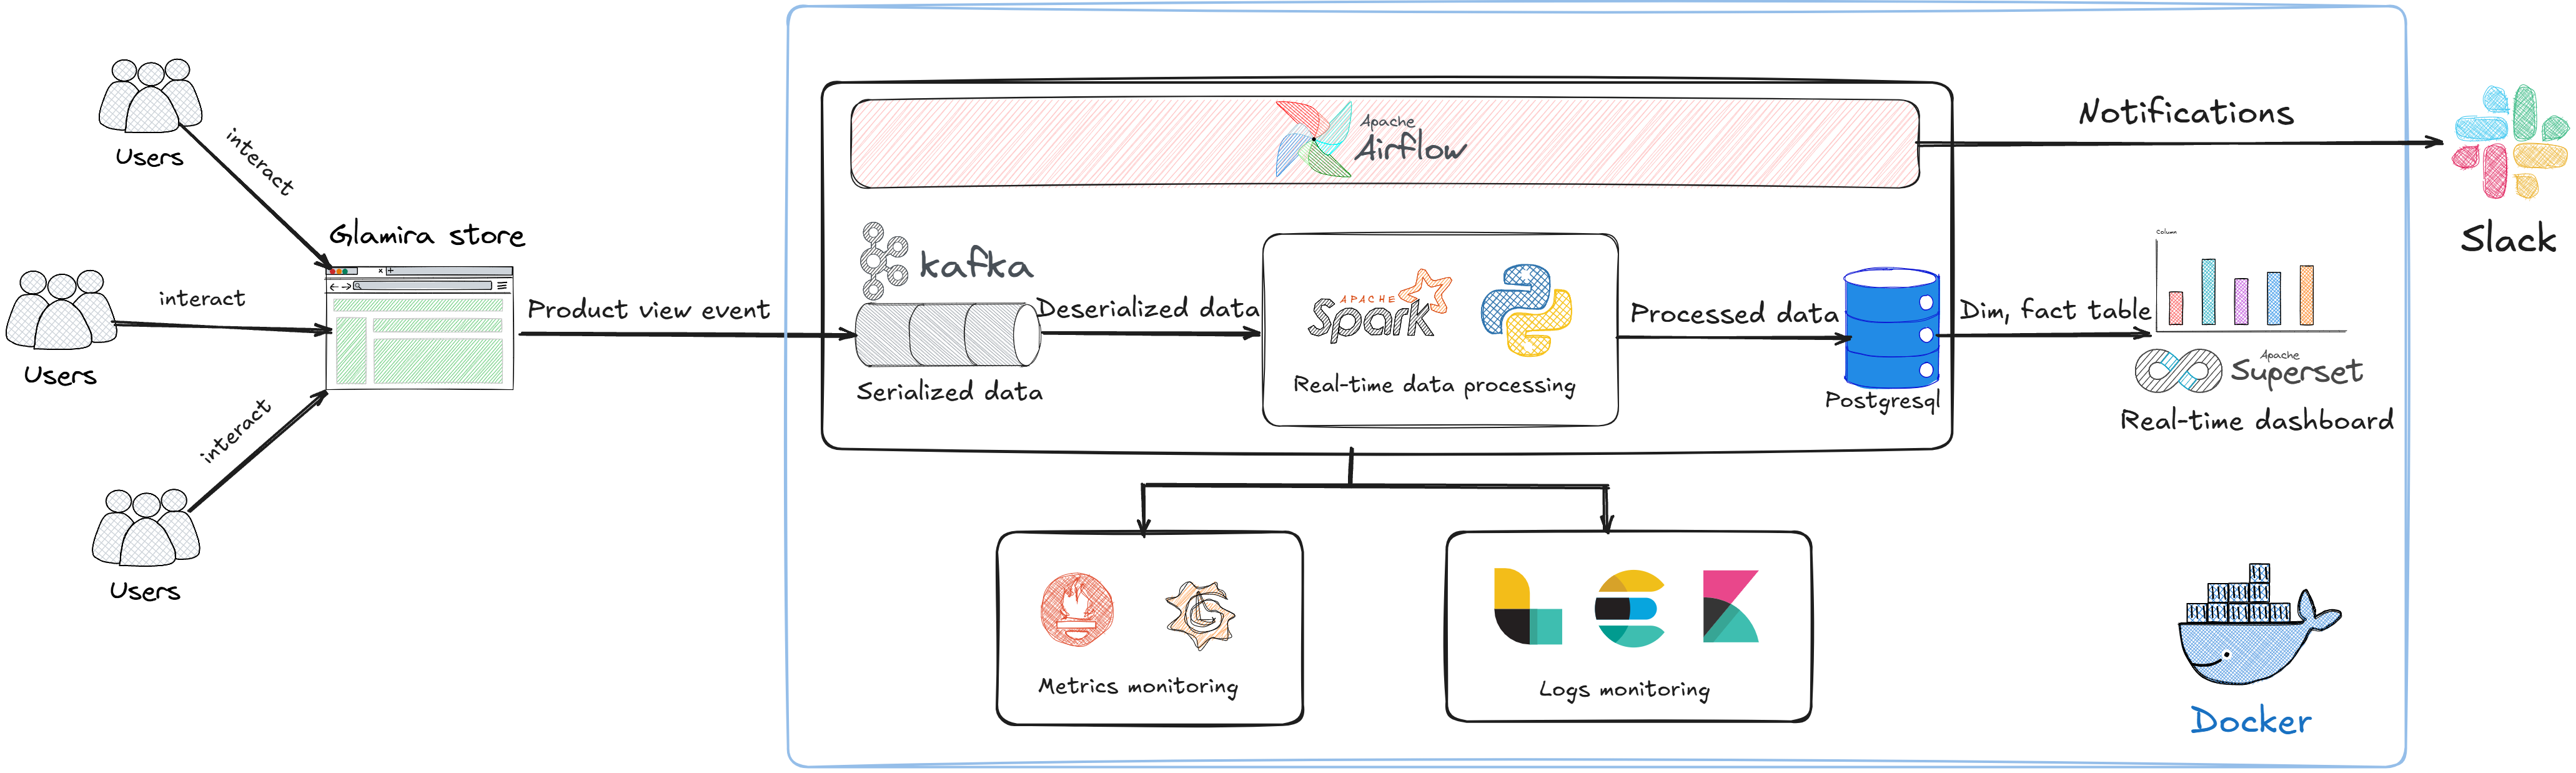 Users
interact
Users
interact
Users
interact
Glamira store
Product view event
Apache
Airflow
kafka
Serialized data
Deserialized data
APACHE
Spark
Real-time data processing
Processed data
Postgresql
Dim, fact table
Notifications
Slack
Column
Apache
Superset
Real-time dashboard
Metrics monitoring
Logs monitoring
Docker